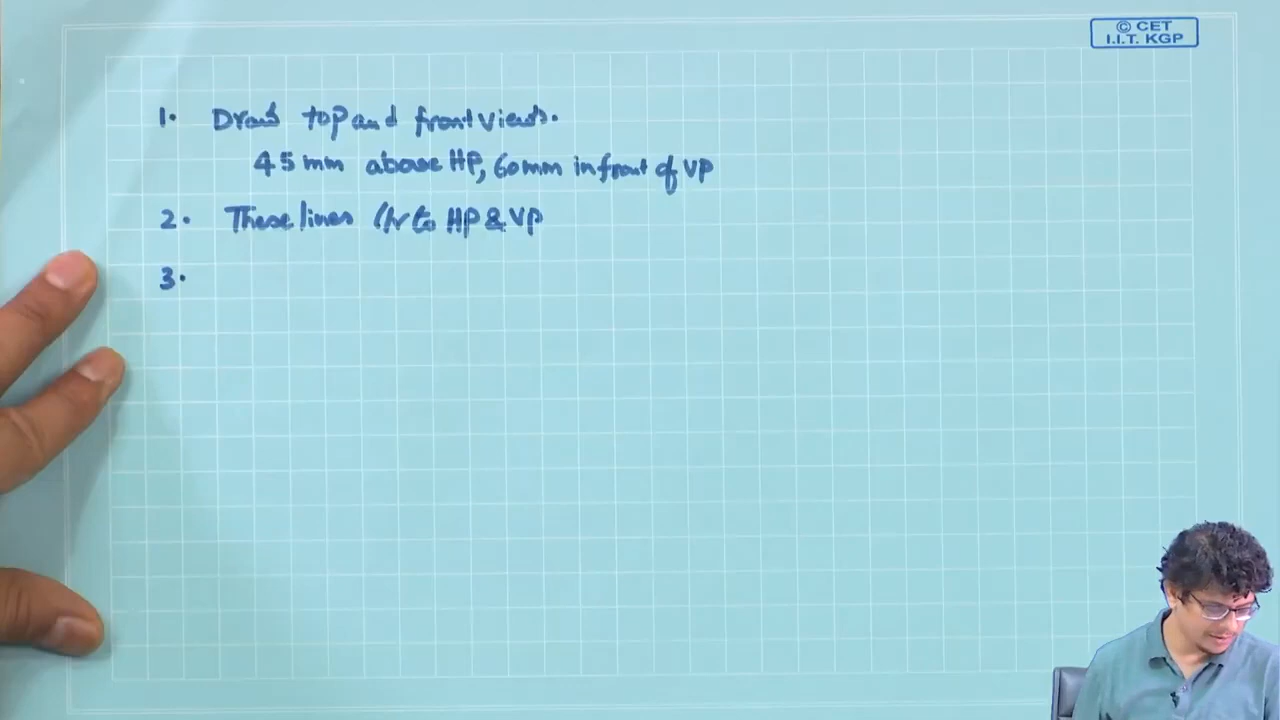 © CET
I.I.T. KGP
1. Draw top and front views.
45 mm above HP, 60mm in front of VP
2. These lines to HP & VP
3.